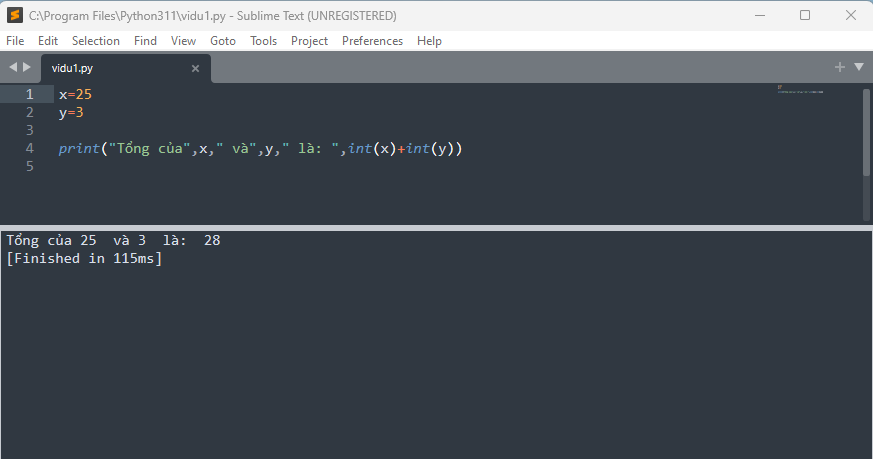 C:\Program Files\Python311\vidu1.py - Sublime Text (UNREGISTERED)
File Edit Selection Find View Goto Tools Project Preferences Help
vidu1.py
1 x=25
2 y=3
3
4 print("Tổng của",x," và",y," là: ",int(x)+int(y))
5
Tổng của 25  và 3  là:  28
[Finished in 115ms]